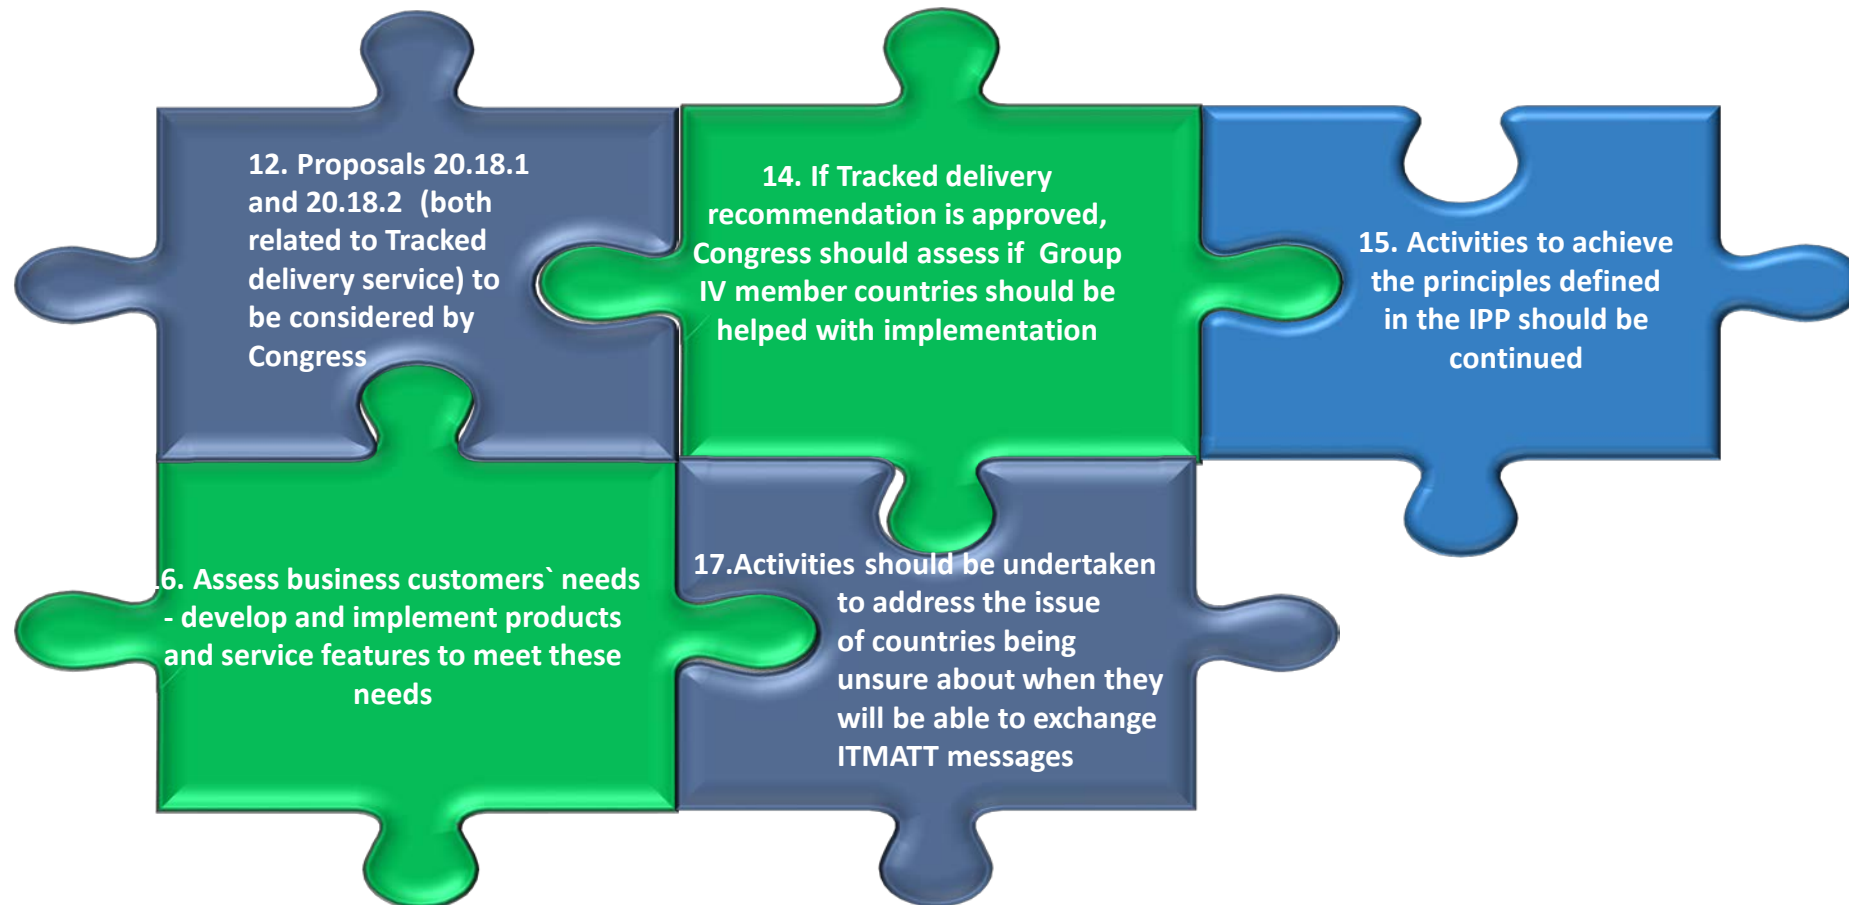 12. Proposals 20.18.1
and 20.18.2 (both
related to Tracked
delivery service) to
be considered by
Congress
14. If Tracked delivery
recommendation is approved,
Congress should assess if Group
IV member countries should be
helped with implementation
15. Activities to achieve
the principles defined
in the IPP should be
continued
16. Assess business customers` needs
- develop and implement products
and service features to meet these
needs
17.Activities should be undertaken
to address the issue
of countries being
unsure about when they
will be able to exchange
ITMATT messages